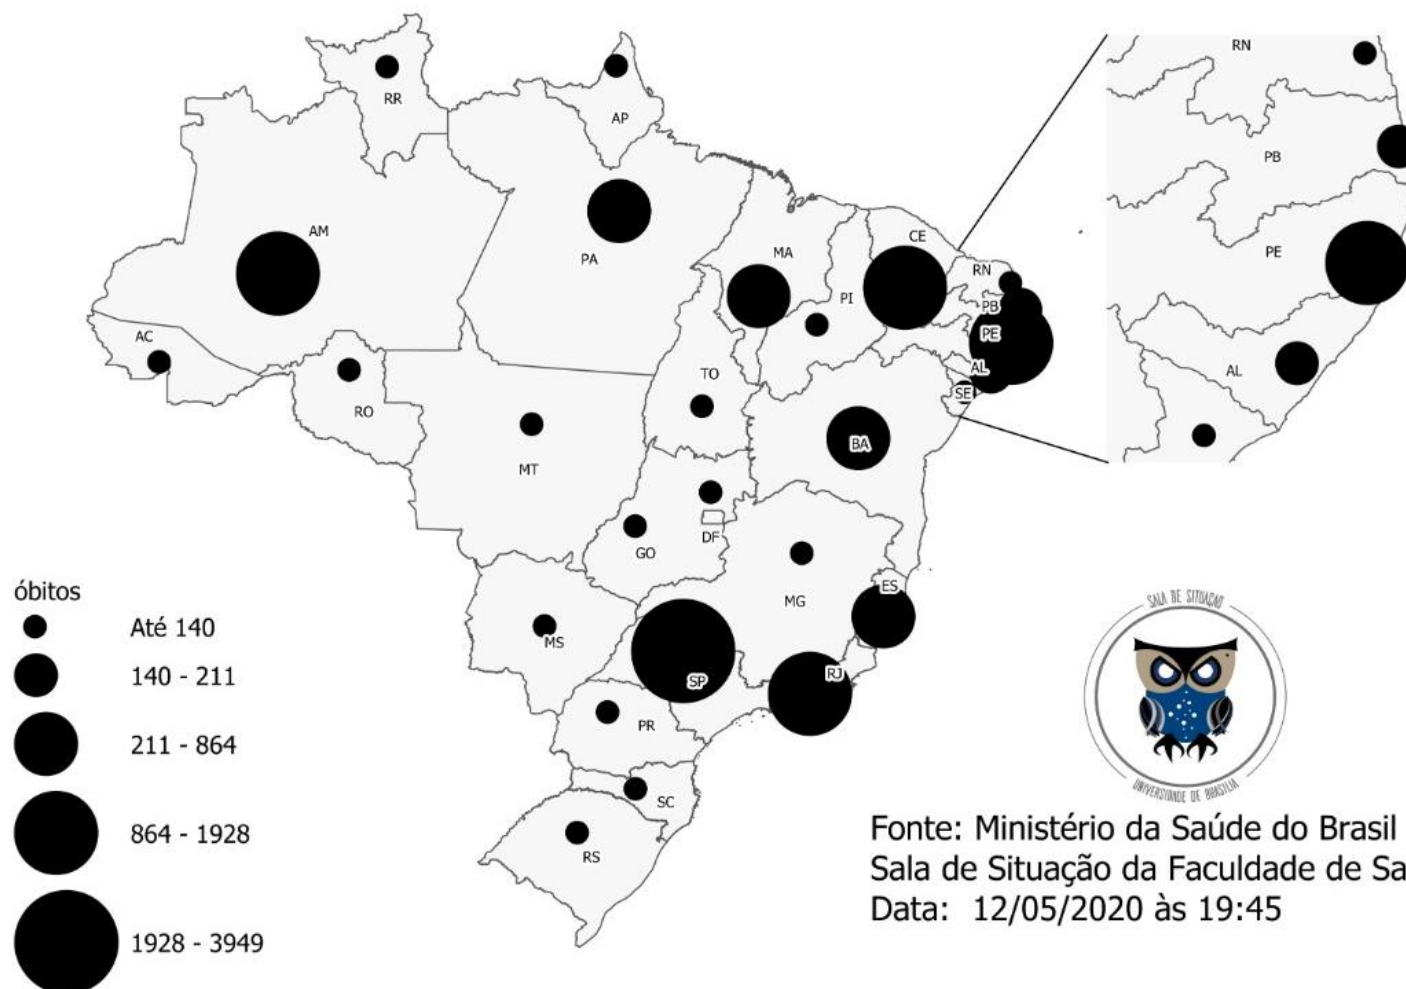 RR
AP
AM
PA
MA
CE
RN
PI
PB
PE
AL
SE
AC
RO
TO
BA
MT
GO
DF
MG
ES
MS
SP
RJ
PR
SC
RS
RN
PB
PE
AL
óbitos
Até 140
140 - 211
211 - 864
864 - 1928
1928 - 3949
SALA DE SITUAÇÃO
UNIVERSIDADE DE BRASÍLIA
Fonte: Ministério da Saúde do Brasil
Sala de Situação da Faculdade de Sa
Data: 12/05/2020 às 19:45